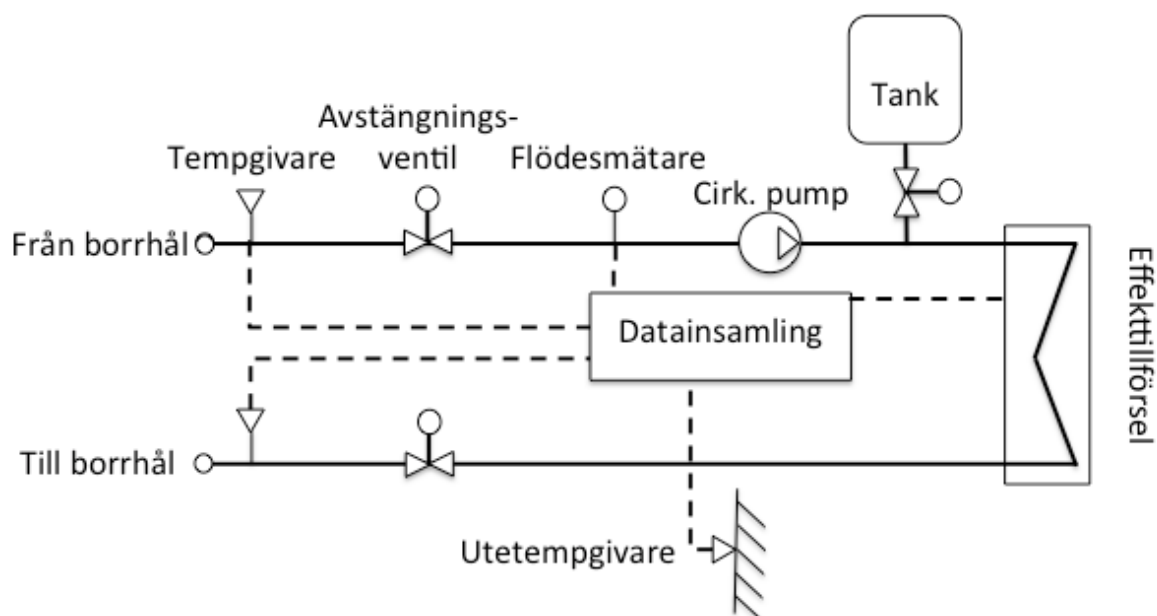 Tank
Avstängnings-
ventil
Tempgivare
Flödesmätare
Cirk. pump
Från borrhål
Datainsamling
Effekttillförsel
Till borrhål
Utetempgivare